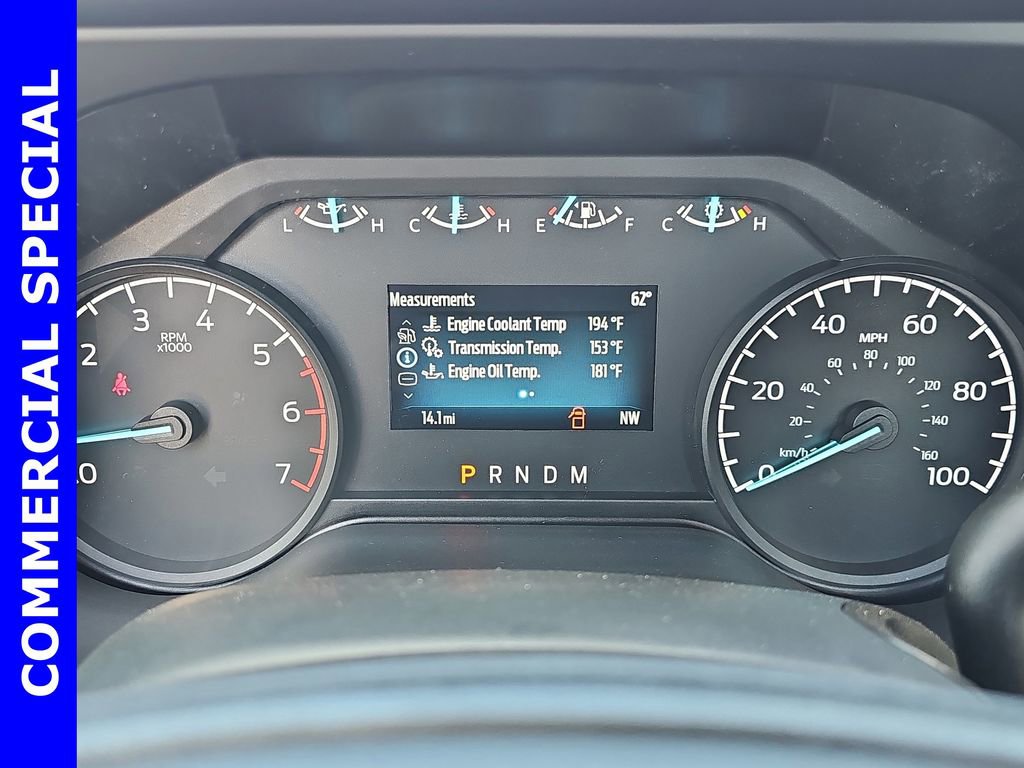 COMMERCIAL SPECIAL
L H C H E F C H
Measurements 62°
Engine Coolant Temp 194 °F
Transmission Temp. 153 °F
Engine Oil Temp. 181 °F
14.1 mi NW
P R N D M
0 2 3 4 5 6 7
RPM
x1000
0 20 40 60 80 100
MPH
20 40 60 80 100 120 140 160
km/h